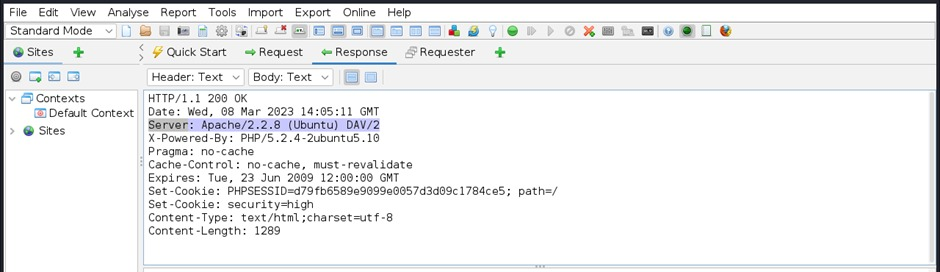 File Edit View Analyse Report Tools Import Export Online Help
Standard Mode
Sites Quick Start Request Response Requester
Header: Text Body: Text
Contexts
Default Context
Sites
HTTP/1.1 200 OK
Date: Wed, 08 Mar 2023 14:05:11 GMT
Server: Apache/2.2.8 (Ubuntu) DAV/2
X-Powered-By: PHP/5.2.4-2ubuntu5.10
Pragma: no-cache
Cache-Control: no-cache, must-revalidate
Expires: Tue, 23 Jun 2009 12:00:00 GMT
Set-Cookie: PHPSESSID=d79fb6589e9099e0057d3d09c1784ce5; path=/
Set-Cookie: security=high
Content-Type: text/html;charset=utf-8
Content-Length: 1289